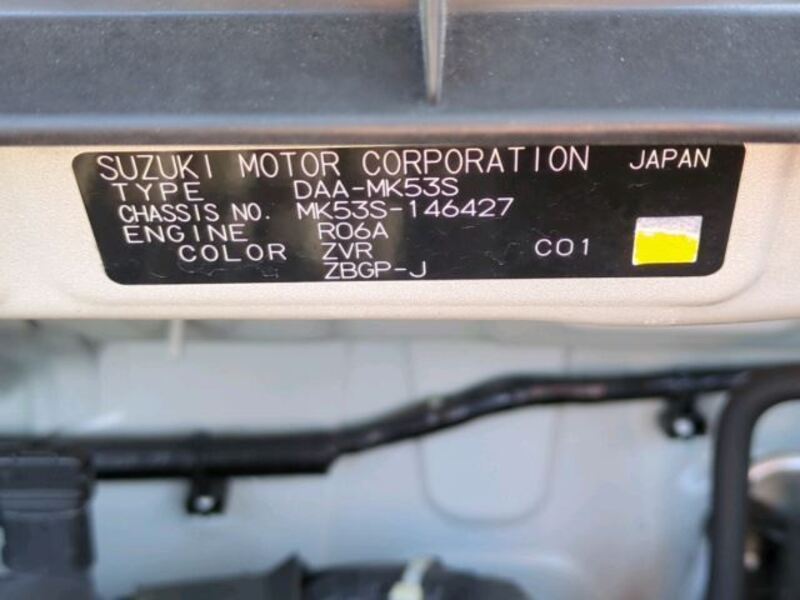 SUZUKI MOTOR CORPORATION JAPAN
TYPE DAA-MK53S
CHASSIS NO. MK53S-146427
ENGINE R06A
COLOR ZVR C01
ZBGP-J